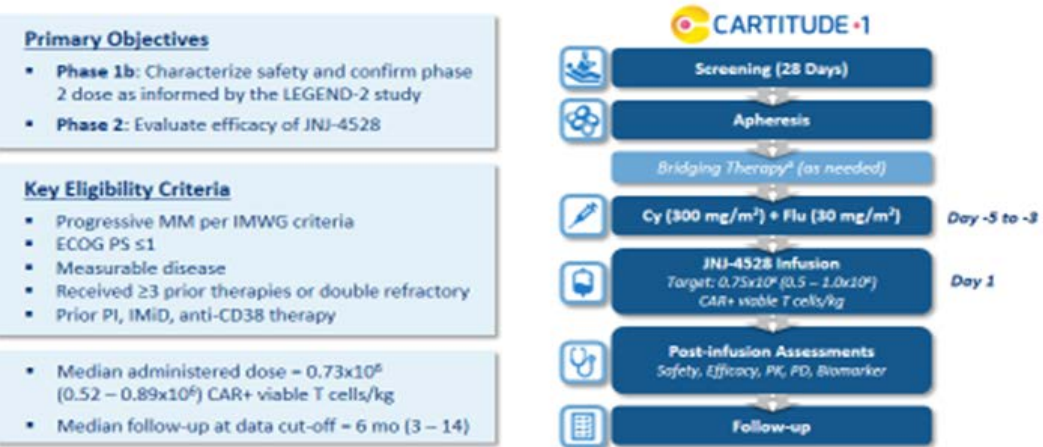 Primary Objectives
▪ Phase 1b: Characterize safety and confirm phase
2 dose as informed by the LEGEND-2 study
▪ Phase 2: Evaluate efficacy of JNJ-4528
Key Eligibility Criteria
▪ Progressive MM per IMWG criteria
▪ ECOG PS ≤1
▪ Measurable disease
▪ Received ≥3 prior therapies or double refractory
▪ Prior PI, IMiD, anti-CD38 therapy
▪ Median administered dose = 0.73x10⁶
(0.52 – 0.89x10⁶) CAR+ viable T cells/kg
▪ Median follow-up at data cut-off = 6 mo (3 – 14)
CARTITUDE-1
Screening (28 Days)
Apheresis
Bridging Therapyᵃ (as needed)
Cy (300 mg/m²) + Flu (30 mg/m²)
Day -5 to -3
JNJ-4528 Infusion
Target: 0.75x10⁶ (0.5 – 1.0x10⁶)
CAR+ viable T cells/kg
Day 1
Post-infusion Assessments
Safety, Efficacy, PK, PD, Biomarker
Follow-up